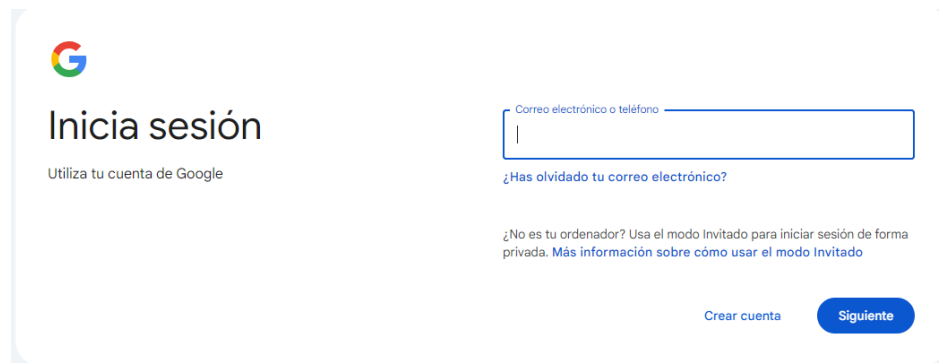 Inicia sesión
Utiliza tu cuenta de Google
Correo electrónico o teléfono
¿Has olvidado tu correo electrónico?
¿No es tu ordenador? Usa el modo Invitado para iniciar sesión de forma
privada. Más información sobre cómo usar el modo Invitado
Crear cuenta
Siguiente